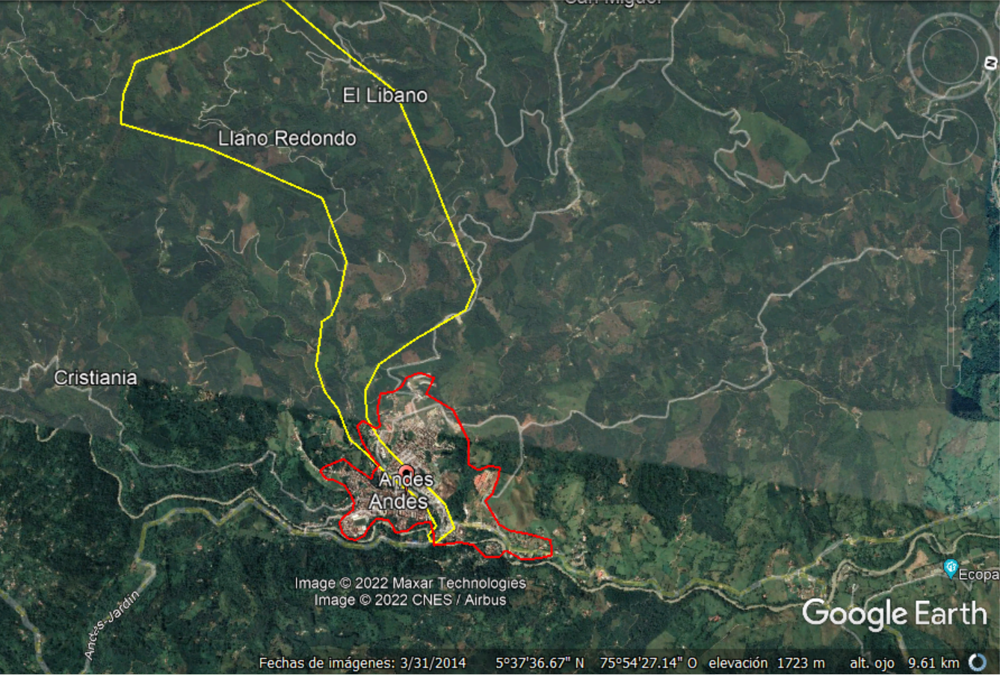 San Miguel
N
El Libano
Llano Redondo
Cristiania
Andes
Andes
Ecopa
Image © 2022 Maxar Technologies
Image © 2022 CNES / Airbus
Google Earth
Andes-Jardin
Fechas de imágenes: 3/31/2014 5°37'36.67" N 75°54'27.14" O elevación 1723 m alt. ojo 9.61 km